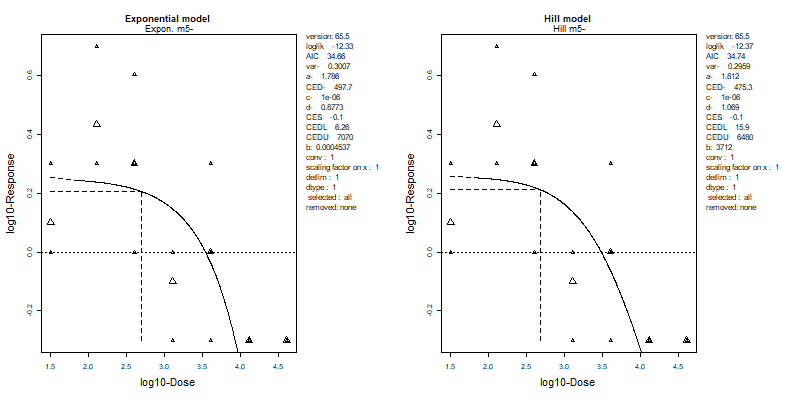 Exponential model
Expon. m5-
version: 65.5
loglik -12.33
AIC 34.66
var- 0.3007
a- 1.786
CED- 497.7
c- 1e-06
d- 0.8773
CES -0.1
CEDL 6.26
CEDU 7070
b: 0.0004537
conv : 1
scaling factor on x : 1
detlim : 1
dtype : 1
selected : all
removed: none
log10-Response
0.6
0.4
0.2
0.0
-0.2
1.5 2.0 2.5 3.0 3.5 4.0 4.5
log10-Dose
Hill model
Hill m5-
version: 65.5
loglik -12.37
AIC 34.74
var- 0.2959
a- 1.812
CED- 475.3
c- 1e-06
d- 1.069
CES -0.1
CEDL 15.9
CEDU 6480
b: 3712
conv : 1
scaling factor on x : 1
detlim : 1
dtype : 1
selected : all
removed: none
log10-Response
0.6
0.4
0.2
0.0
-0.2
1.5 2.0 2.5 3.0 3.5 4.0 4.5
log10-Dose